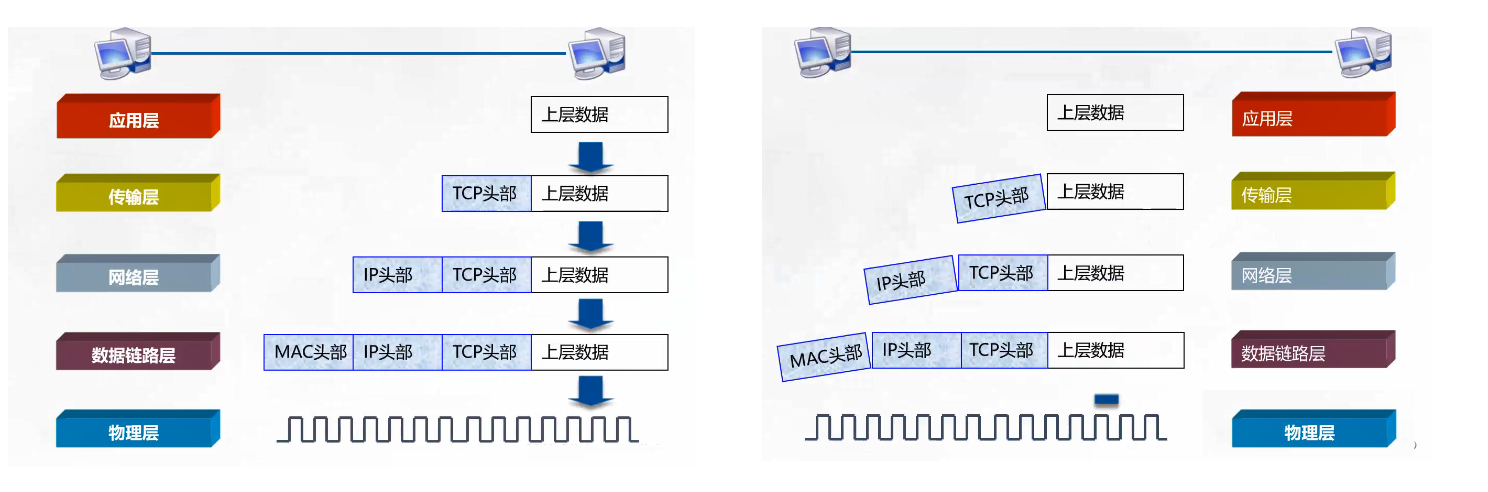 应用层
上层数据
传输层
TCP头部 上层数据
网络层
IP头部 TCP头部 上层数据
数据链路层
MAC头部 IP头部 TCP头部 上层数据
物理层
上层数据
应用层
TCP头部 上层数据
传输层
IP头部 TCP头部 上层数据
网络层
MAC头部 IP头部 TCP头部 上层数据
数据链路层
物理层